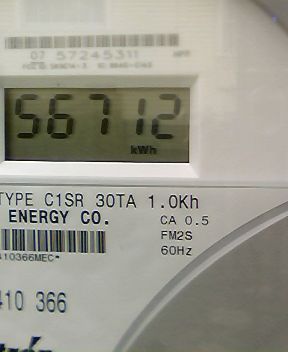 07 57245311
56712
kWh
TYPE C1SR 30TA 1.0Kh
ENERGY CO. CA 0.5
FM2S
60Hz
410366MEC*
410 366